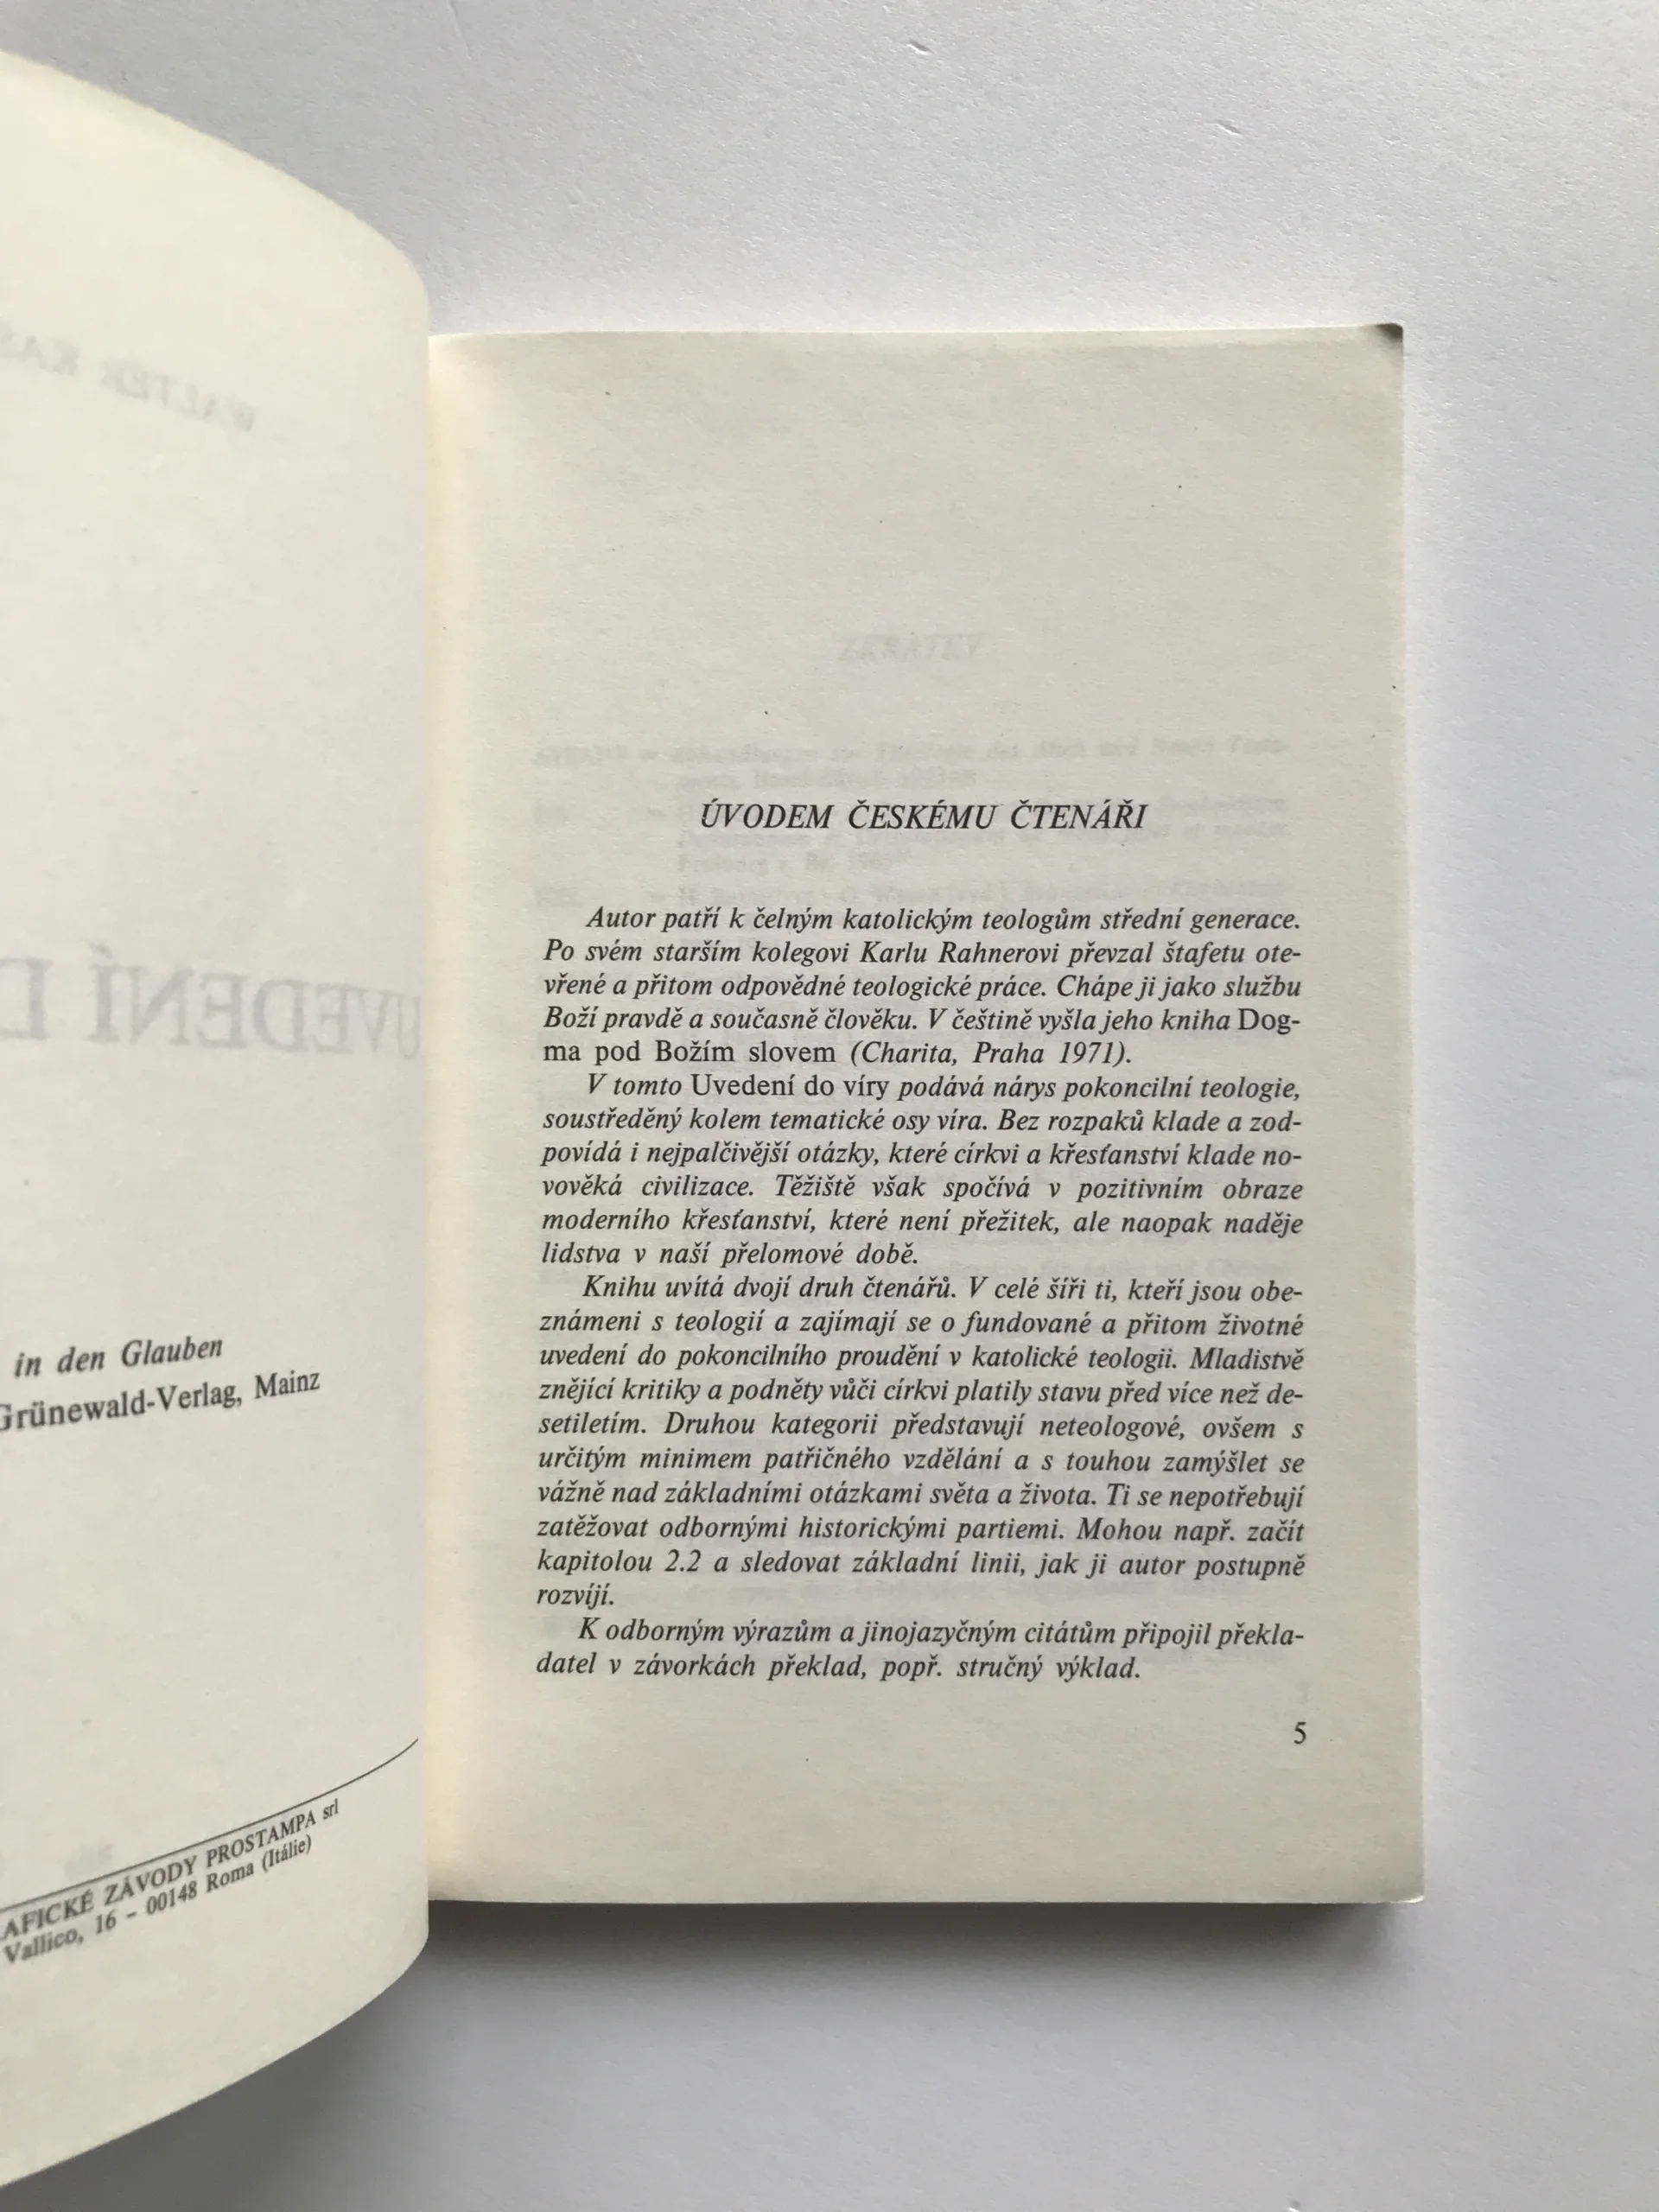 in den Glauben
Grünewald-Verlag, Mainz
AFICKÉ ZÁVODY PROSTAMPA srl
Vallico, 16 - 00148 Roma (Itálie)
ÚVODEM ČESKÉMU ČTENÁŘI
Autor patří k čelným katolickým teologům střední generace.
Po svém starším kolegovi Karlu Rahnerovi převzal štafetu ote-
vřené a přitom odpovědné teologické práce. Chápe ji jako službu
Boží pravdě a současně člověku. V češtině vyšla jeho kniha Dog-
ma pod Božím slovem (Charita, Praha 1971).
V tomto Uvedení do víry podává nárys pokoncilní teologie,
soustředěný kolem tematické osy víra. Bez rozpaků klade a zod-
povídá i nejpalčivější otázky, které církvi a křesťanství klade no-
vověká civilizace. Těžiště však spočívá v pozitivním obraze
moderního křesťanství, které není přežitek, ale naopak naděje
lidstva v naší přelomové době.
Knihu uvítá dvojí druh čtenářů. V celé šíři ti, kteří jsou obe-
známeni s teologií a zajímají se o fundované a přitom životné
uvedení do pokoncilního proudění v katolické teologii. Mladistvě
znějící kritiky a podněty vůči církvi platily stavu před více než de-
setiletím. Druhou kategorii představují neteologové, ovšem s
určitým minimem patřičného vzdělání a s touhou zamýšlet se
vážně nad základními otázkami světa a života. Ti se nepotřebují
zatěžovat odbornými historickými partiemi. Mohou např. začít
kapitolou 2.2 a sledovat základní linii, jak ji autor postupně
rozvíjí.
K odborným výrazům a jinojazyčným citátům připojil překla-
datel v závorkách překlad, popř. stručný výklad.
5